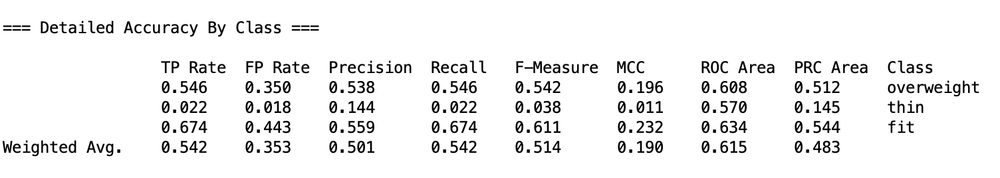 === Detailed Accuracy By Class ===
TP Rate  FP Rate  Precision  Recall   F-Measure  MCC      ROC Area  PRC Area  Class
0.546    0.350    0.538      0.546    0.542      0.196    0.608     0.512     overweight
0.022    0.018    0.144      0.022    0.038      0.011    0.570     0.145     thin
0.674    0.443    0.559      0.674    0.611      0.232    0.634     0.544     fit
Weighted Avg.    0.542    0.353    0.501      0.542    0.514      0.190    0.615     0.483